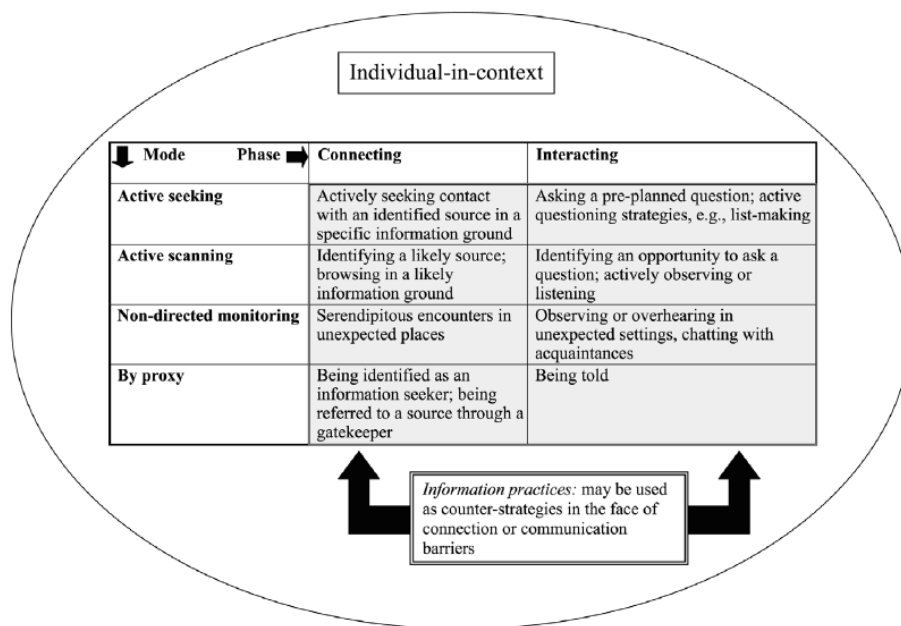 Individual-in-context
Mode Phase Connecting Interacting
Active seeking
Actively seeking contact
with an identified source in a
specific information ground
Asking a pre-planned question; active
questioning strategies, e.g., list-making
Active scanning
Identifying a likely source;
browsing in a likely
information ground
Identifying an opportunity to ask a
question; actively observing or
listening
Non-directed monitoring
Serendipitous encounters in
unexpected places
Observing or overhearing in
unexpected settings, chatting with
acquaintances
By proxy
Being identified as an
information seeker; being
referred to a source through a
gatekeeper
Being told
Information practices: may be used
as counter-strategies in the face of
connection or communication
barriers